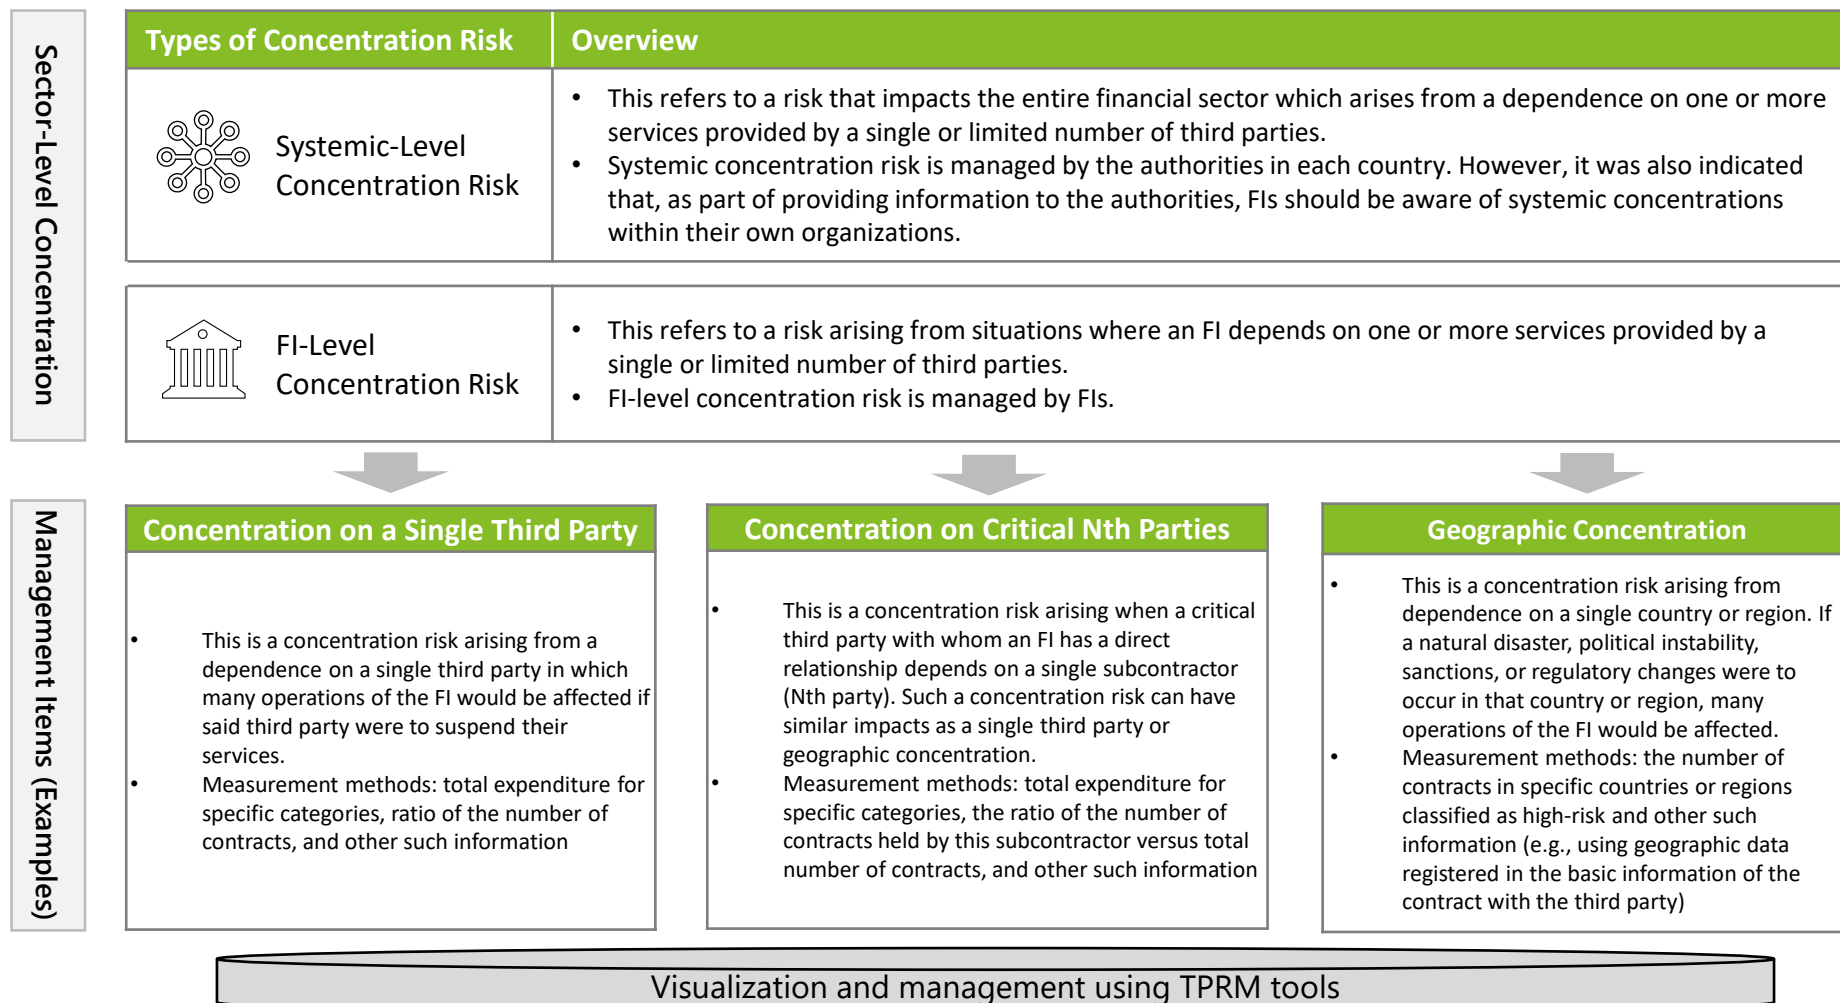 Sector-Level Concentration
Types of Concentration Risk
Overview
Systemic-Level
Concentration Risk
• This refers to a risk that impacts the entire financial sector which arises from a dependence on one or more
services provided by a single or limited number of third parties.
• Systemic concentration risk is managed by the authorities in each country. However, it was also indicated
that, as part of providing information to the authorities, FIs should be aware of systemic concentrations
within their own organizations.
FI-Level
Concentration Risk
• This refers to a risk arising from situations where an FI depends on one or more services provided by a
single or limited number of third parties.
• FI-level concentration risk is managed by FIs.
Management Items (Examples)
Concentration on a Single Third Party
• This is a concentration risk arising from a
dependence on a single third party in which
many operations of the FI would be affected if
said third party were to suspend their
services.
• Measurement methods: total expenditure for
specific categories, ratio of the number of
contracts, and other such information
Concentration on Critical Nth Parties
• This is a concentration risk arising when a critical
third party with whom an FI has a direct
relationship depends on a single subcontractor
(Nth party). Such a concentration risk can have
similar impacts as a single third party or
geographic concentration.
• Measurement methods: total expenditure for
specific categories, the ratio of the number of
contracts held by this subcontractor versus total
number of contracts, and other such information
Geographic Concentration
• This is a concentration risk arising from
dependence on a single country or region. If
a natural disaster, political instability,
sanctions, or regulatory changes were to
occur in that country or region, many
operations of the FI would be affected.
• Measurement methods: the number of
contracts in specific countries or regions
classified as high-risk and other such
information (e.g., using geographic data
registered in the basic information of the
contract with the third party)
Visualization and management using TPRM tools